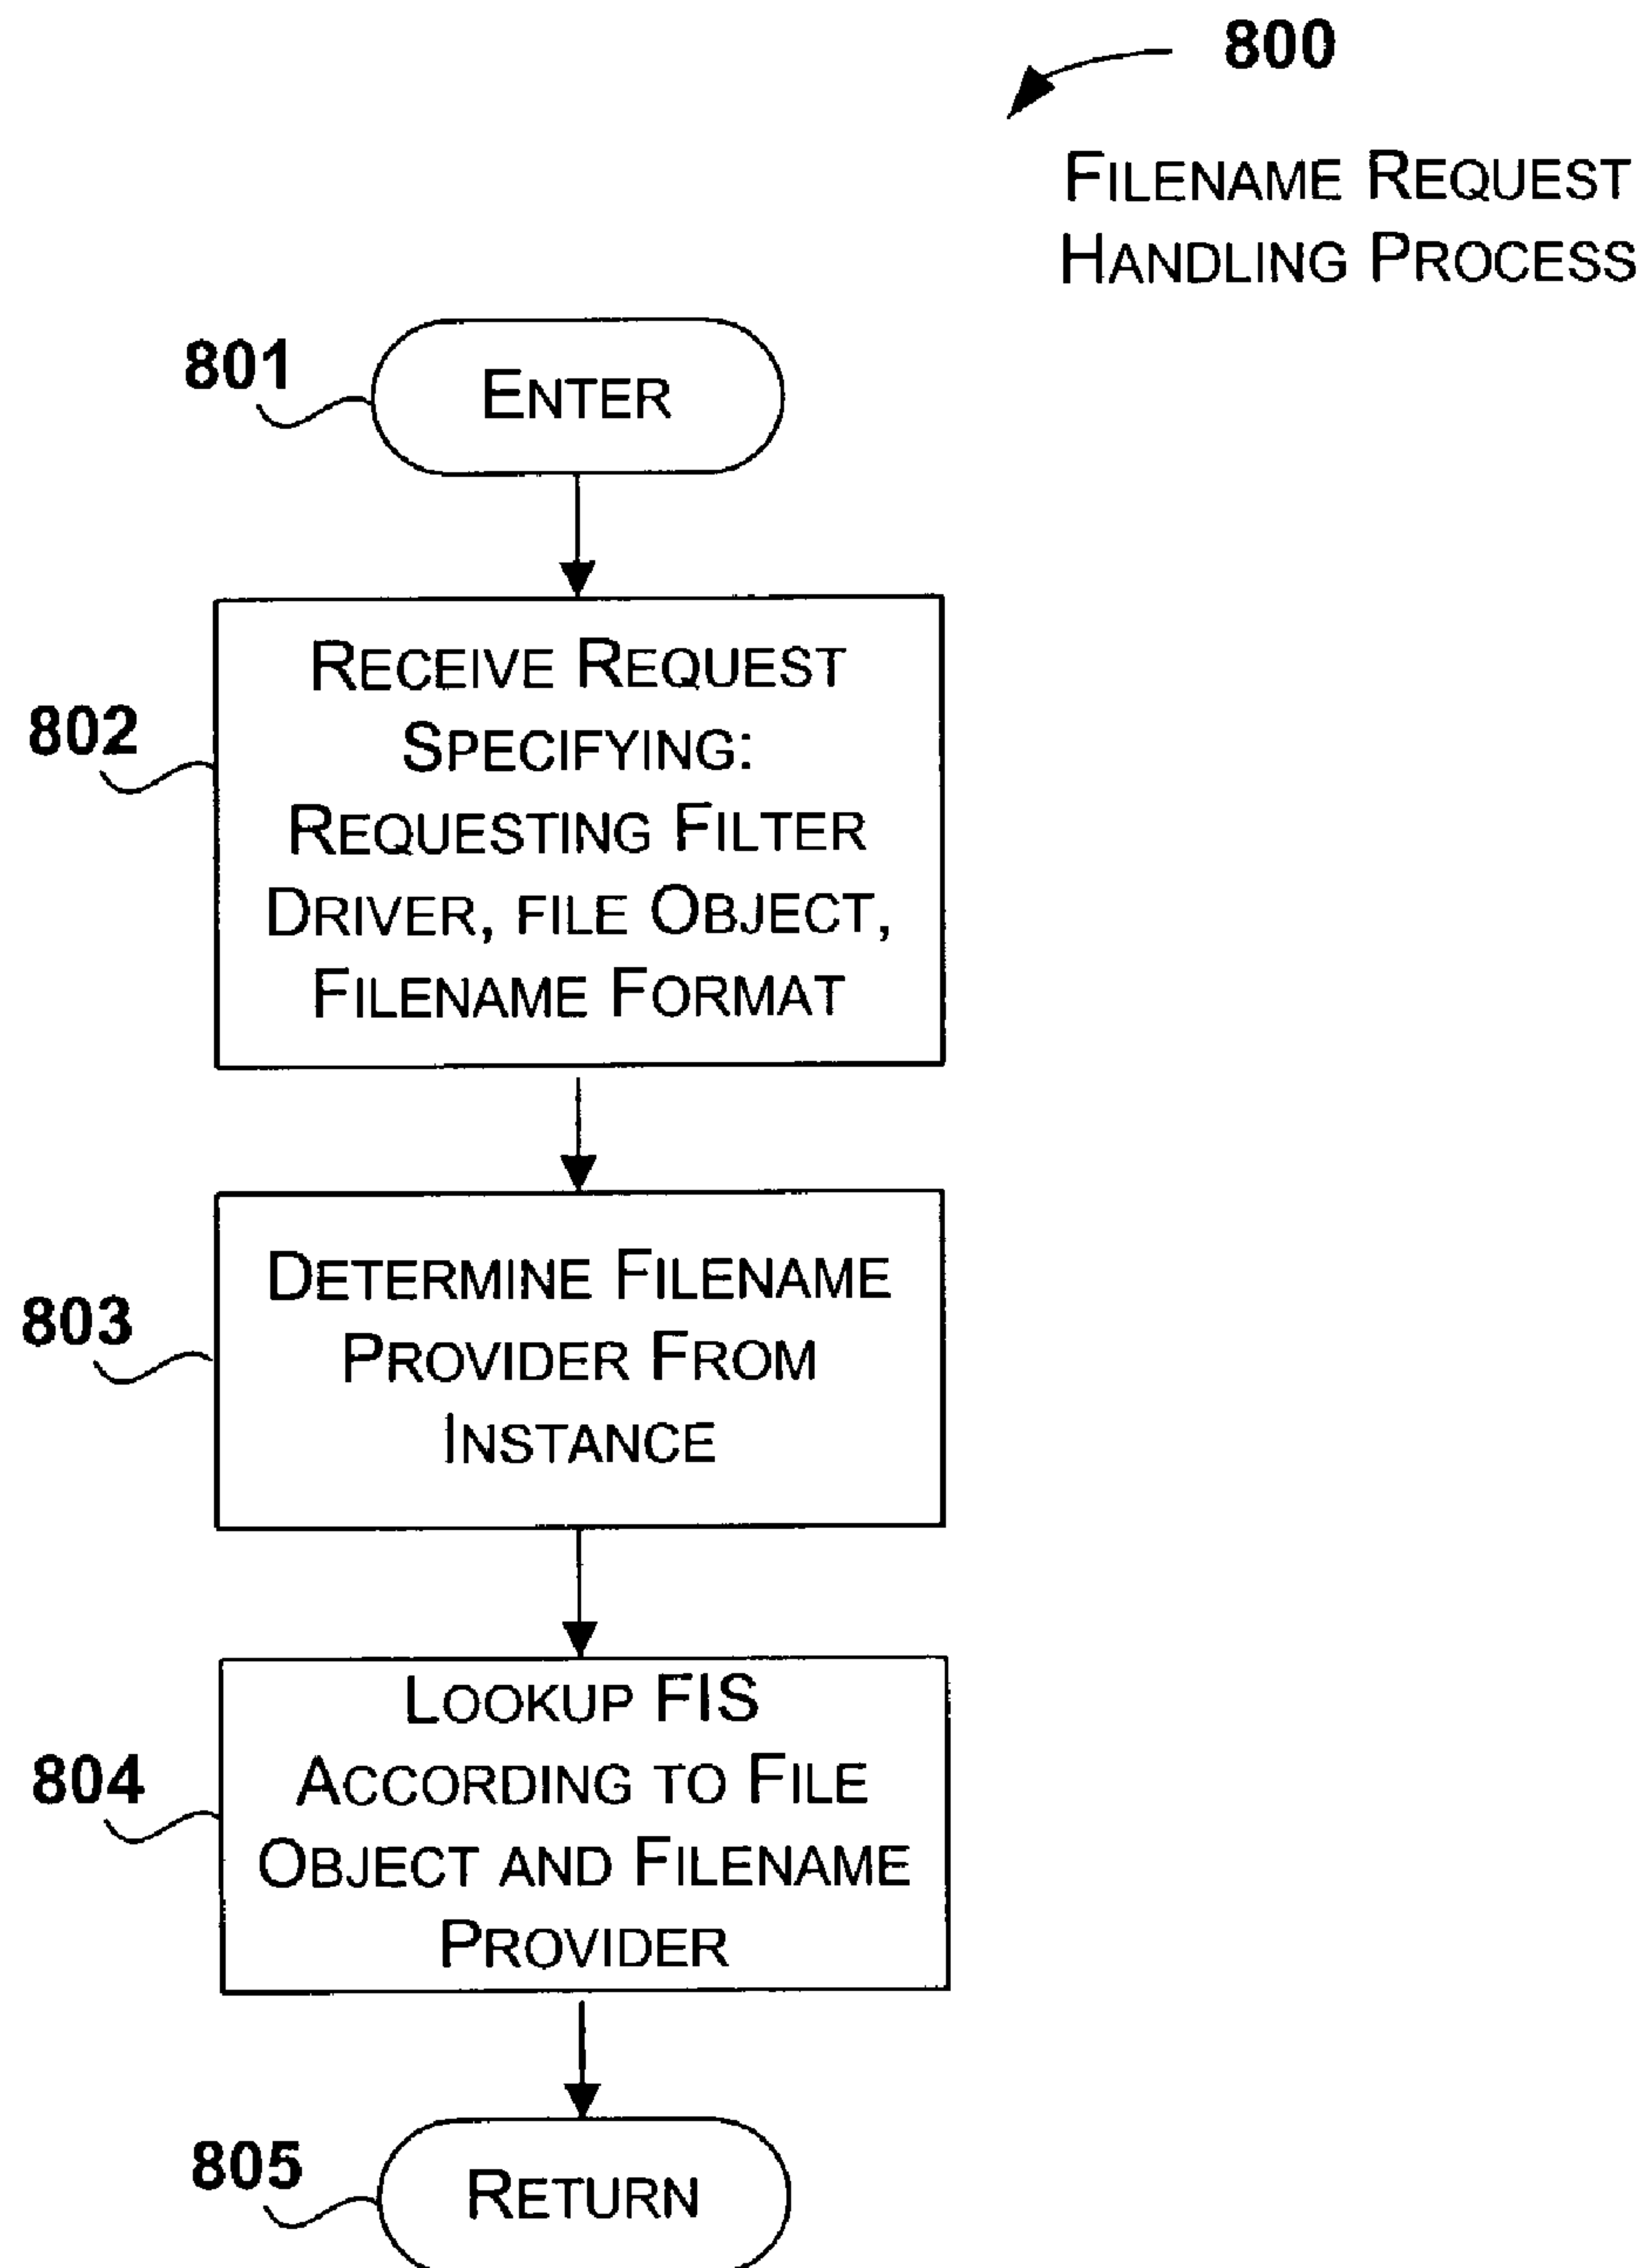 800
FILENAME REQUEST
HANDLING PROCESS
801
ENTER
802
RECEIVE REQUEST
SPECIFYING:
REQUESTING FILTER
DRIVER, FILE OBJECT,
FILENAME FORMAT
803
DETERMINE FILENAME
PROVIDER FROM
INSTANCE
804
LOOKUP FIS
ACCORDING TO FILE
OBJECT AND FILENAME
PROVIDER
805
RETURN